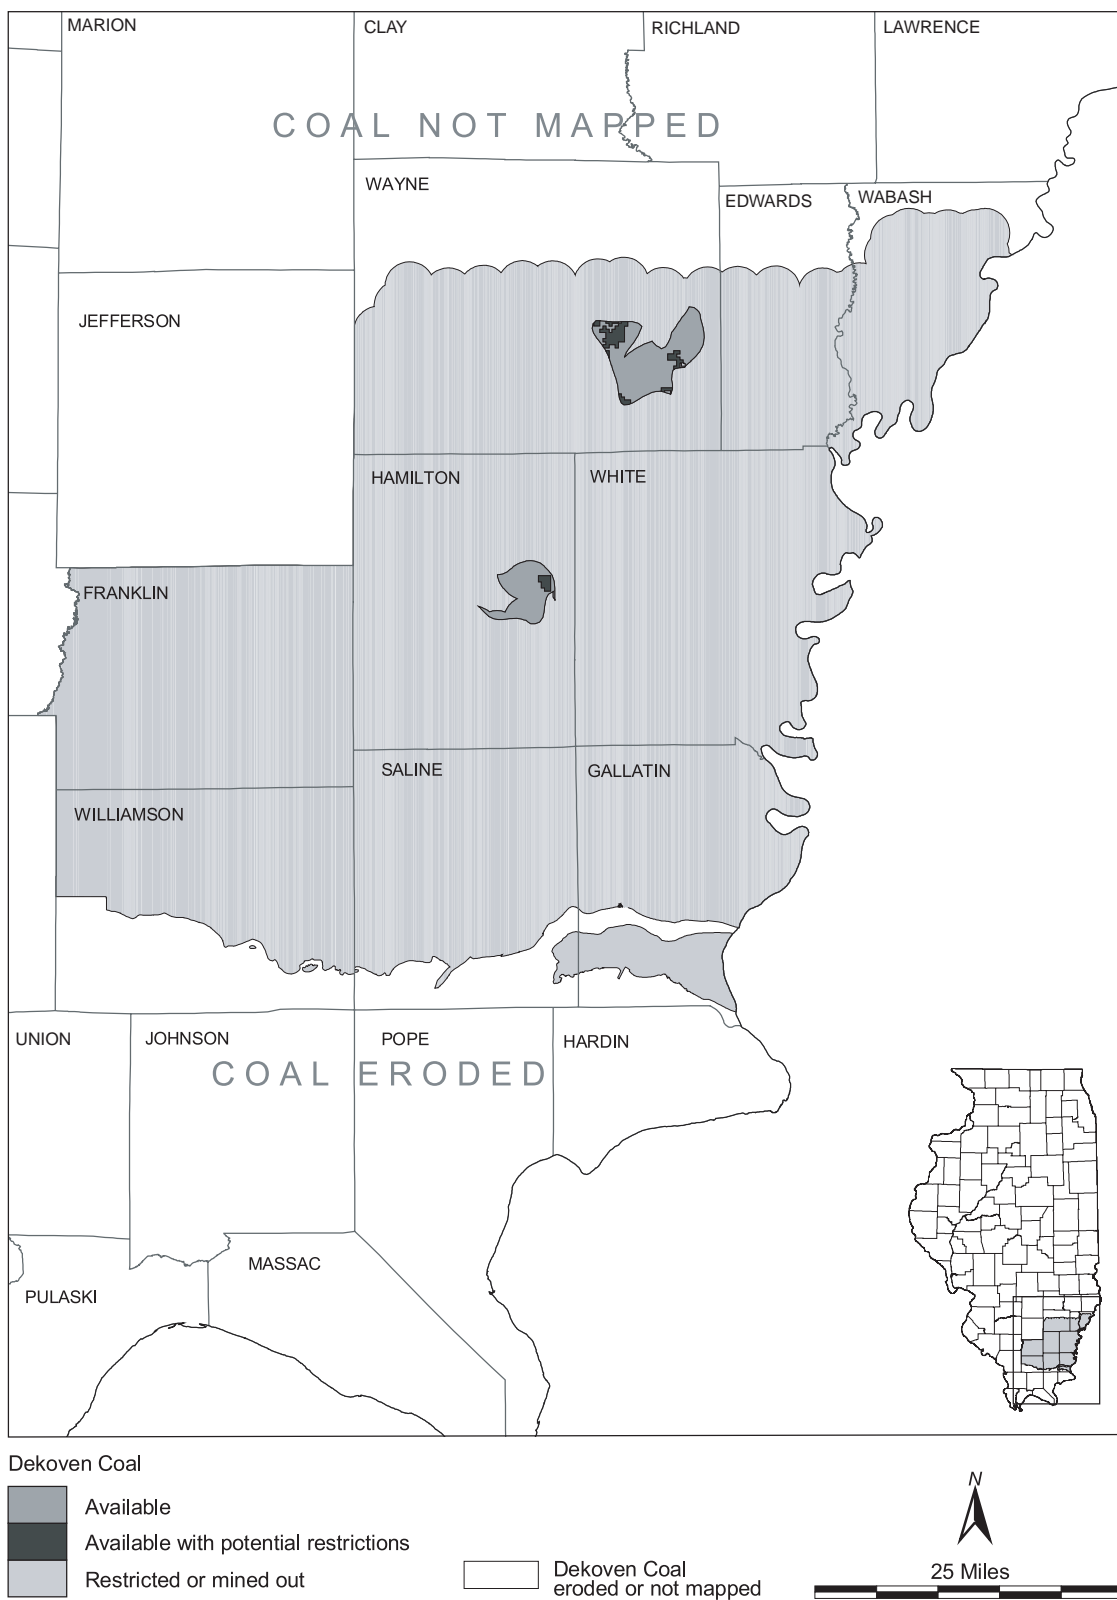 MARION
CLAY
RICHLAND
LAWRENCE
COAL NOT MAPPED
WAYNE
EDWARDS
WABASH
JEFFERSON
HAMILTON
WHITE
FRANKLIN
SALINE
GALLATIN
WILLIAMSON
UNION
JOHNSON
POPE
HARDIN
COAL ERODED
MASSAC
PULASKI
Dekoven Coal
Available
Available with potential restrictions
Restricted or mined out
Dekoven Coal
eroded or not mapped
N
25 Miles